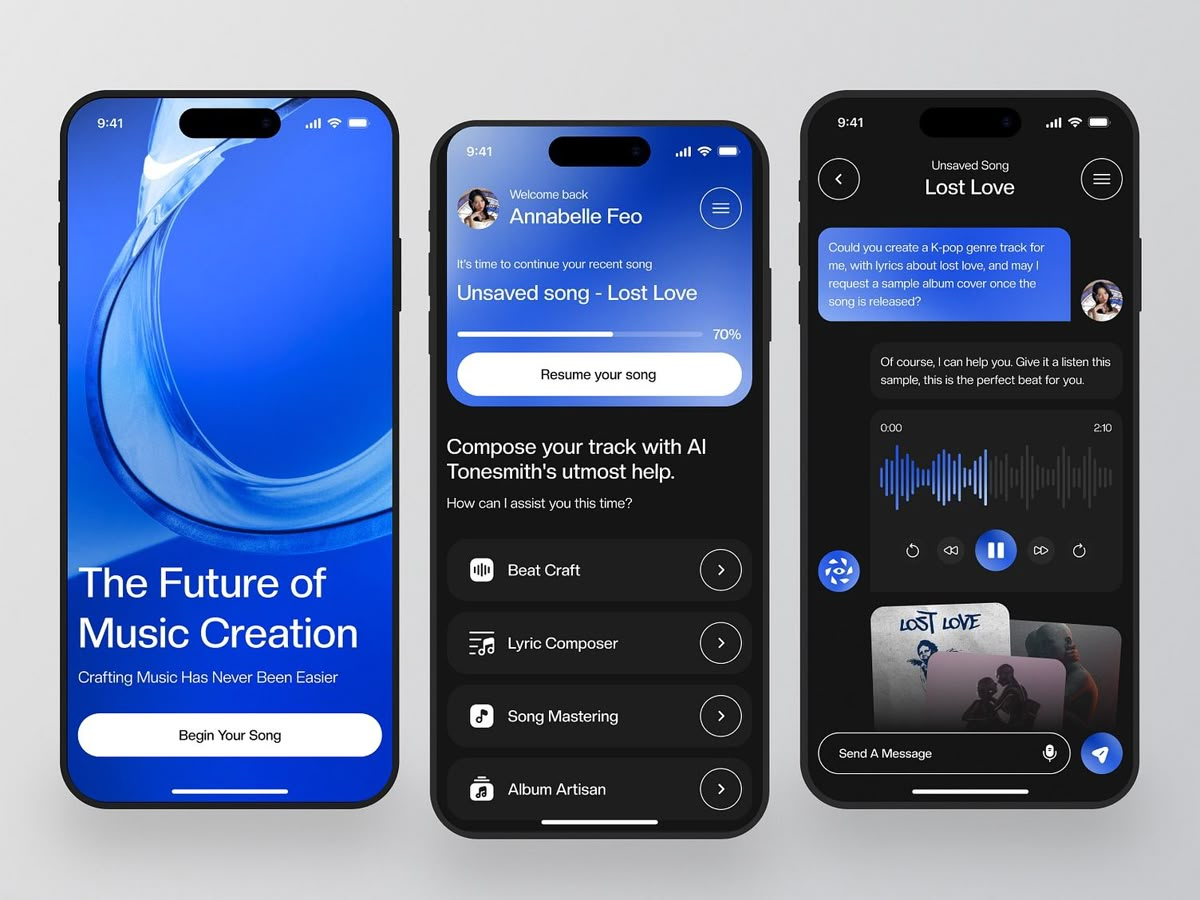 9:41
The Future of
Music Creation
Crafting Music Has Never Been Easier
Begin Your Song
9:41
Welcome back
Annabelle Feo
It's time to continue your recent song
Unsaved song - Lost Love
70%
Resume your song
Compose your track with AI
Tonesmith's utmost help.
How can I assist you this time?
Beat Craft
Lyric Composer
Song Mastering
Album Artisan
9:41
Unsaved Song
Lost Love
Could you create a K-pop genre track for
me, with lyrics about lost love, and may I
request a sample album cover once the
song is released?
Of course, I can help you. Give it a listen this
sample, this is the perfect beat for you.
0:00
2:10
LOST LOVE
Send A Message